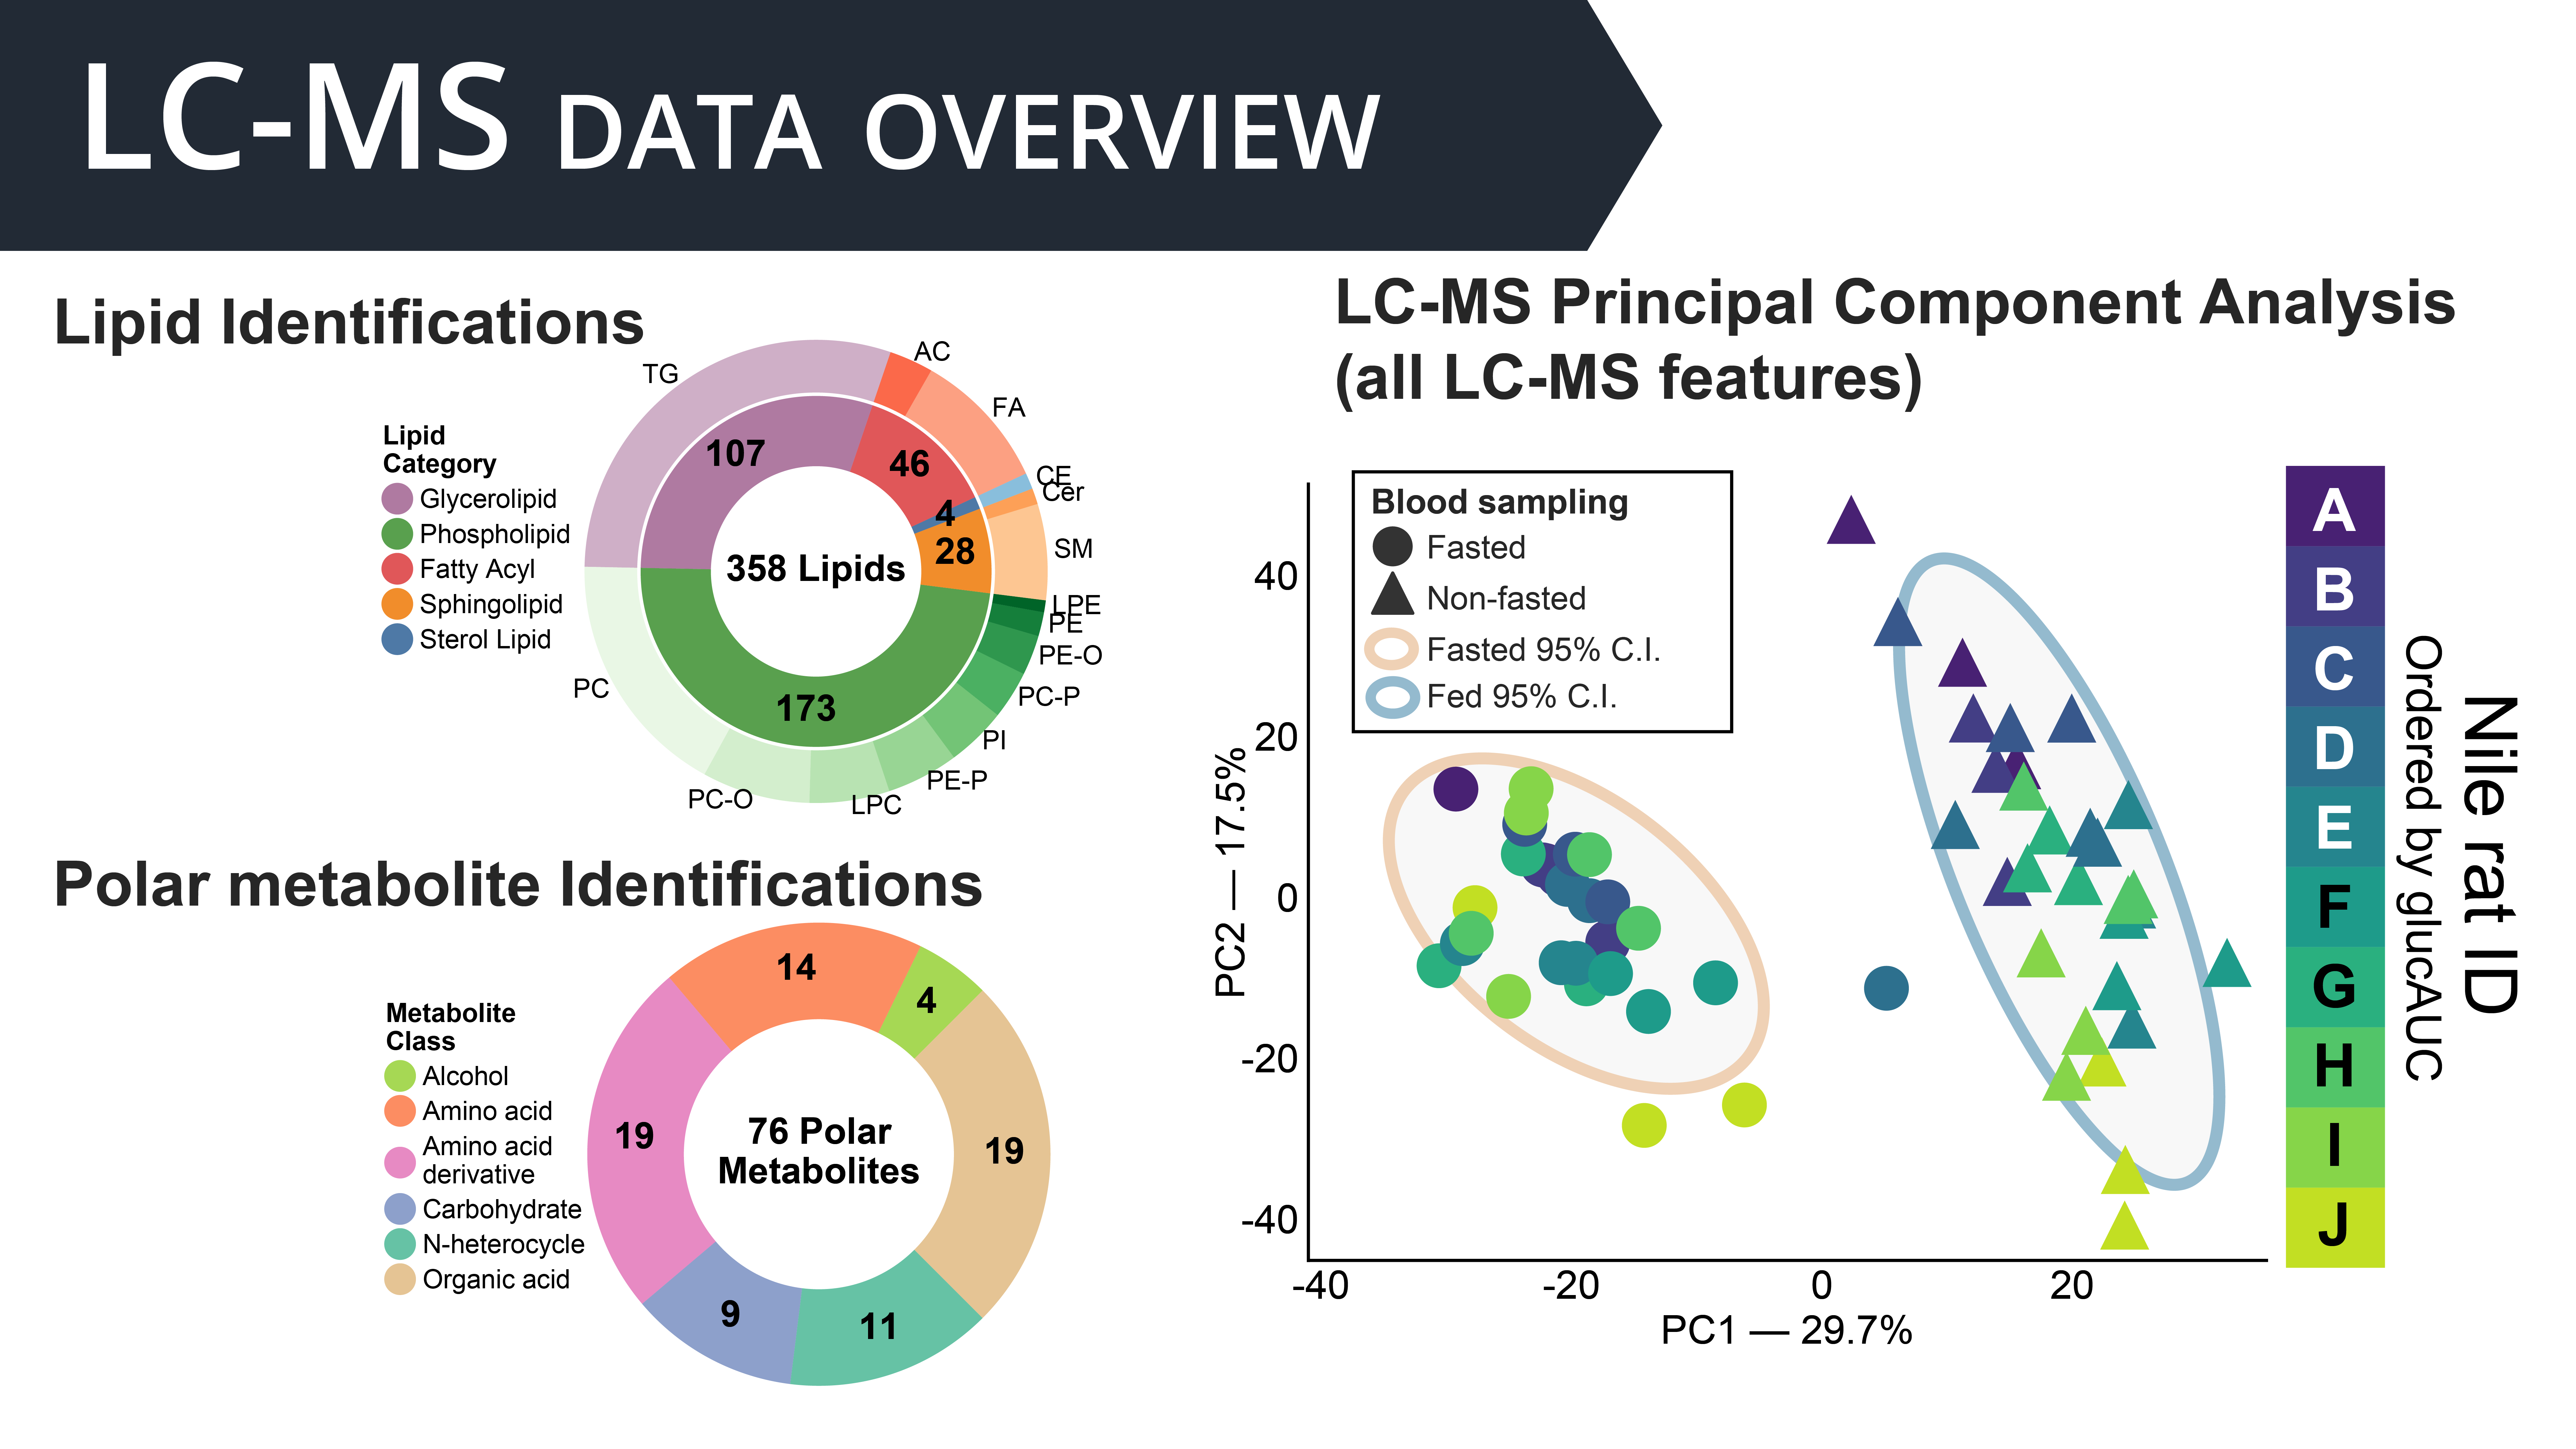 LC-MS DATA OVERVIEW
Lipid Identifications
Lipid
Category
Glycerolipid
Phospholipid
Fatty Acyl
Sphingolipid
Sterol Lipid
TG
AC
FA
CE
Cer
SM
LPE
PE
PE-O
PC-P
PI
PE-P
LPC
PC-O
PC
107
46
4
28
173
358 Lipids
Polar metabolite Identifications
Metabolite
Class
Alcohol
Amino acid
Amino acid
derivative
Carbohydrate
N-heterocycle
Organic acid
14
4
19
19
9
11
76 Polar
Metabolites
LC-MS Principal Component Analysis
(all LC-MS features)
Blood sampling
Fasted
Non-fasted
Fasted 95% C.I.
Fed 95% C.I.
40
20
0
-20
-40
PC2 — 17.5%
-40
-20
0
20
PC1 — 29.7%
A
B
C
D
E
F
G
H
I
J
Ordered by glucAUC
Nile rat ID